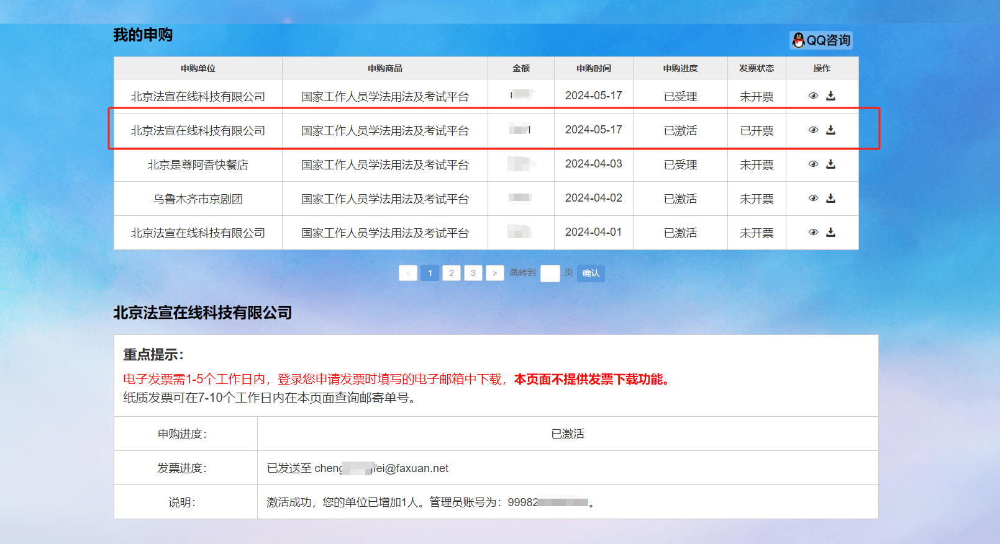 我的申购
QQ咨询
申购单位 申购商品 金额 申购时间 申购进度 发票状态 操作
北京法宣在线科技有限公司 国家工作人员学法用法及考试平台 2024-05-17 已受理 未开票
北京法宣在线科技有限公司 国家工作人员学法用法及考试平台 2024-05-17 已激活 已开票
北京是尊阿香快餐店 国家工作人员学法用法及考试平台 2024-04-03 已受理 未开票
乌鲁木齐市京剧团 国家工作人员学法用法及考试平台 2024-04-02 已激活 未开票
北京法宣在线科技有限公司 国家工作人员学法用法及考试平台 2024-04-01 已激活 未开票
< 1 2 3 > 跳转到 页 确认
北京法宣在线科技有限公司
重点提示：
电子发票需1-5个工作日内，登录您申请发票时填写的电子邮箱中下载，本页面不提供发票下载功能。
纸质发票可在7-10个工作日内在本页面查询邮寄单号。
申购进度： 已激活
发票进度： 已发送至 cheng fei@faxuan.net
说明： 激活成功，您的单位已增加1人。管理员账号为：99982 。